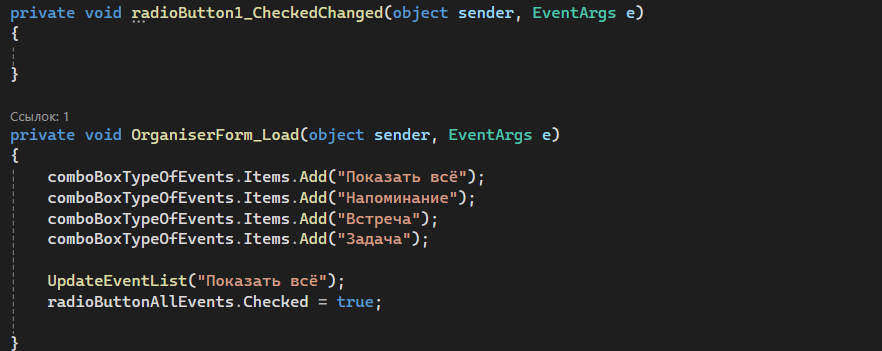 private void radioButton1_CheckedChanged(object sender, EventArgs e)
{
}
Ссылок: 1
private void OrganiserForm_Load(object sender, EventArgs e)
{
comboBoxTypeOfEvents.Items.Add("Показать всё");
comboBoxTypeOfEvents.Items.Add("Напоминание");
comboBoxTypeOfEvents.Items.Add("Встреча");
comboBoxTypeOfEvents.Items.Add("Задача");
UpdateEventList("Показать всё");
radioButtonAllEvents.Checked = true;
}